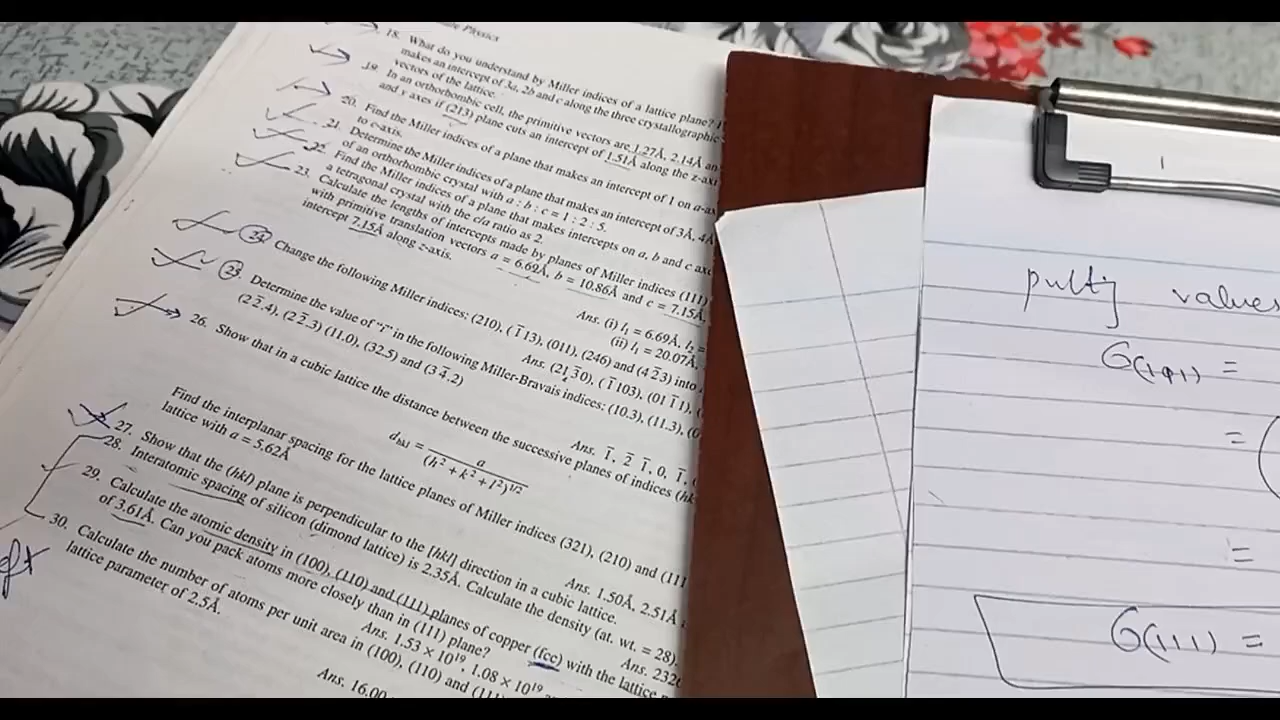 Physics
18. What do you understand by Miller indices of a lattice plane?
makes an intercept of 3a, 2b and c along the three crystallographic
vectors of the lattice.
19. In an orthorhombic cell, the primitive vectors are 1.27Å, 2.14Å an
and y axes if (213) plane cuts an intercept of 1.51Å along the z-axi
20. Find the Miller indices of a plane that makes an intercept of 1 on a-ax
to c-axis.
21. Determine the Miller indices of a plane that makes an intercept of 3Å, 4Å
of an orthorhombic crystal with a : b : c = 1 : 2 : 5.
22. Find the Miller indices of a plane that makes intercepts on a, b and c axe
a tetragonal crystal with the c/a ratio as 2.
23. Calculate the lengths of intercepts made by planes of Miller indices (111)
with primitive translation vectors a = 6.69Å, b = 10.86Å and c = 7.15Å,
intercept 7.15Å along z-axis.
Ans. (i) l₁ = 6.69Å, l₂ =
(ii) l₁ = 20.07Å,
24. Change the following Miller indices; (210), (1̄13), (011), (246) and (42̄3) into
Ans. (213̄0), (1̄103), (011̄1), (
25. Determine the value of "i" in the following Miller-Bravais indices; (10.3), (11.3), (0
(22̄.4), (22̄.3) (11.0), (32.5) and (34̄.2)
Ans. 1̄, 2̄ 1̄, 0, 1̄,
26. Show that in a cubic lattice the distance between the successive planes of indices (hk
d_hkl = a / (h² + k² + l²)^1/2
Find the interplanar spacing for the lattice planes of Miller indices (321), (210) and (111
lattice with a = 5.62Å
Ans. 1.50Å, 2.51Å
27. Show that the (hkl) plane is perpendicular to the [hkl] direction in a cubic lattice.
28. Interatomic spacing of silicon (dimond lattice) is 2.35Å. Calculate the density (at. wt. = 28).
Ans. 232
29. Calculate the atomic density in (100), (110) and (111) planes of copper (fcc) with the lattice
of 3.61Å. Can you pack atoms more closely than in (111) plane?
Ans. 1.53 × 10¹⁹, 1.08 × 10¹⁹
30. Calculate the number of atoms per unit area in (100), (110) and (111
lattice parameter of 2.5Å.
Ans. 16.00
putting values
G(111) =
=
=
G(111) =